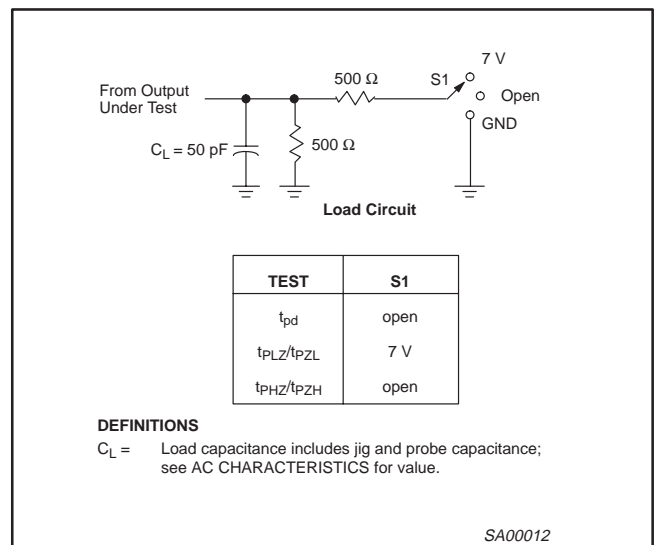 7 V
500 Ω
S1
Open
From Output
Under Test
GND
C_L = 50 pF
500 Ω
Load Circuit
TEST S1
t_pd open
t_PLZ/t_PZL 7 V
t_PHZ/t_PZH open
DEFINITIONS
C_L = Load capacitance includes jig and probe capacitance;
see AC CHARACTERISTICS for value.
SA00012